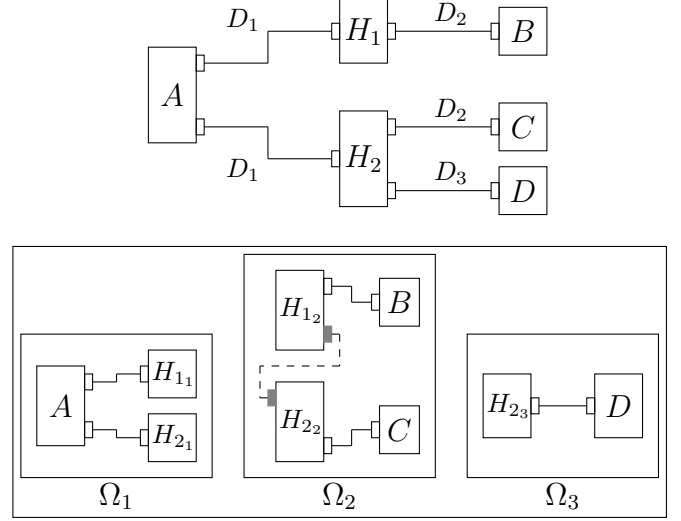 D₁ H₁ D₂ B
A
D₁ H₂ D₂ C
D₃ D
H₁₂ B
A H₁₁
H₂₁
H₂₂ C
H₂₃ D
Ω₁ Ω₂ Ω₃